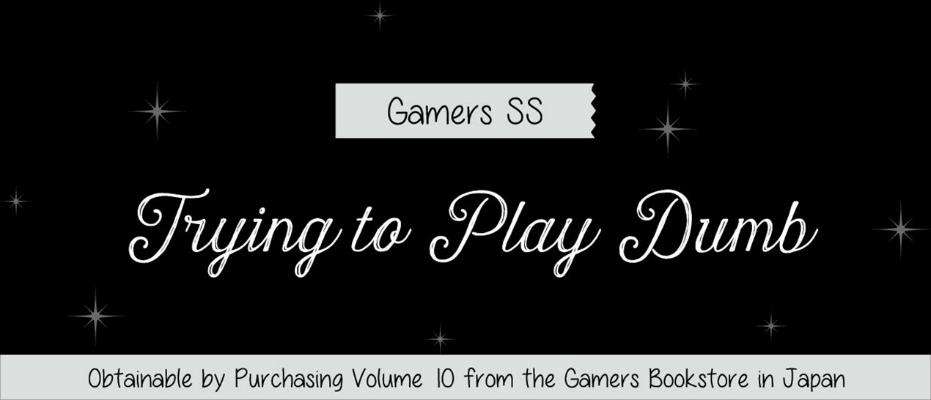 Gamers SS
Trying to Play Dumb
Obtainable by Purchasing Volume 10 from the Gamers Bookstore in Japan